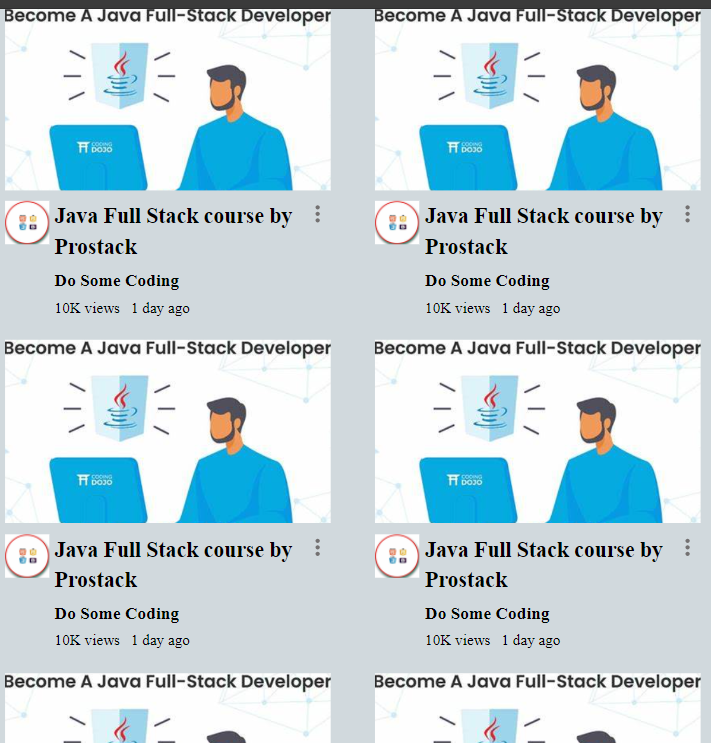 Become A Java Full-Stack Developer
CODING
DOJO
Java Full Stack course by
Prostack
Do Some Coding
10K views 1 day ago
Become A Java Full-Stack Developer
CODING
DOJO
Java Full Stack course by
Prostack
Do Some Coding
10K views 1 day ago
Become A Java Full-Stack Developer
CODING
DOJO
Java Full Stack course by
Prostack
Do Some Coding
10K views 1 day ago
Become A Java Full-Stack Developer
CODING
DOJO
Java Full Stack course by
Prostack
Do Some Coding
10K views 1 day ago
Become A Java Full-Stack Developer
Become A Java Full-Stack Developer